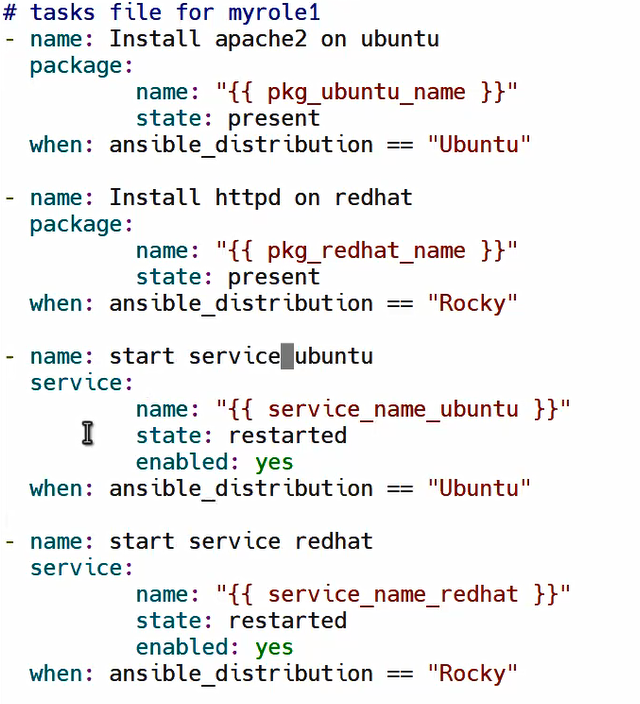 # tasks file for myrole1
- name: Install apache2 on ubuntu
  package:
          name: "{{ pkg_ubuntu_name }}"
          state: present
  when: ansible_distribution == "Ubuntu"

- name: Install httpd on redhat
  package:
          name: "{{ pkg_redhat_name }}"
          state: present
  when: ansible_distribution == "Rocky"

- name: start service ubuntu
  service:
          name: "{{ service_name_ubuntu }}"
          state: restarted
          enabled: yes
  when: ansible_distribution == "Ubuntu"

- name: start service redhat
  service:
          name: "{{ service_name_redhat }}"
          state: restarted
          enabled: yes
  when: ansible_distribution == "Rocky"